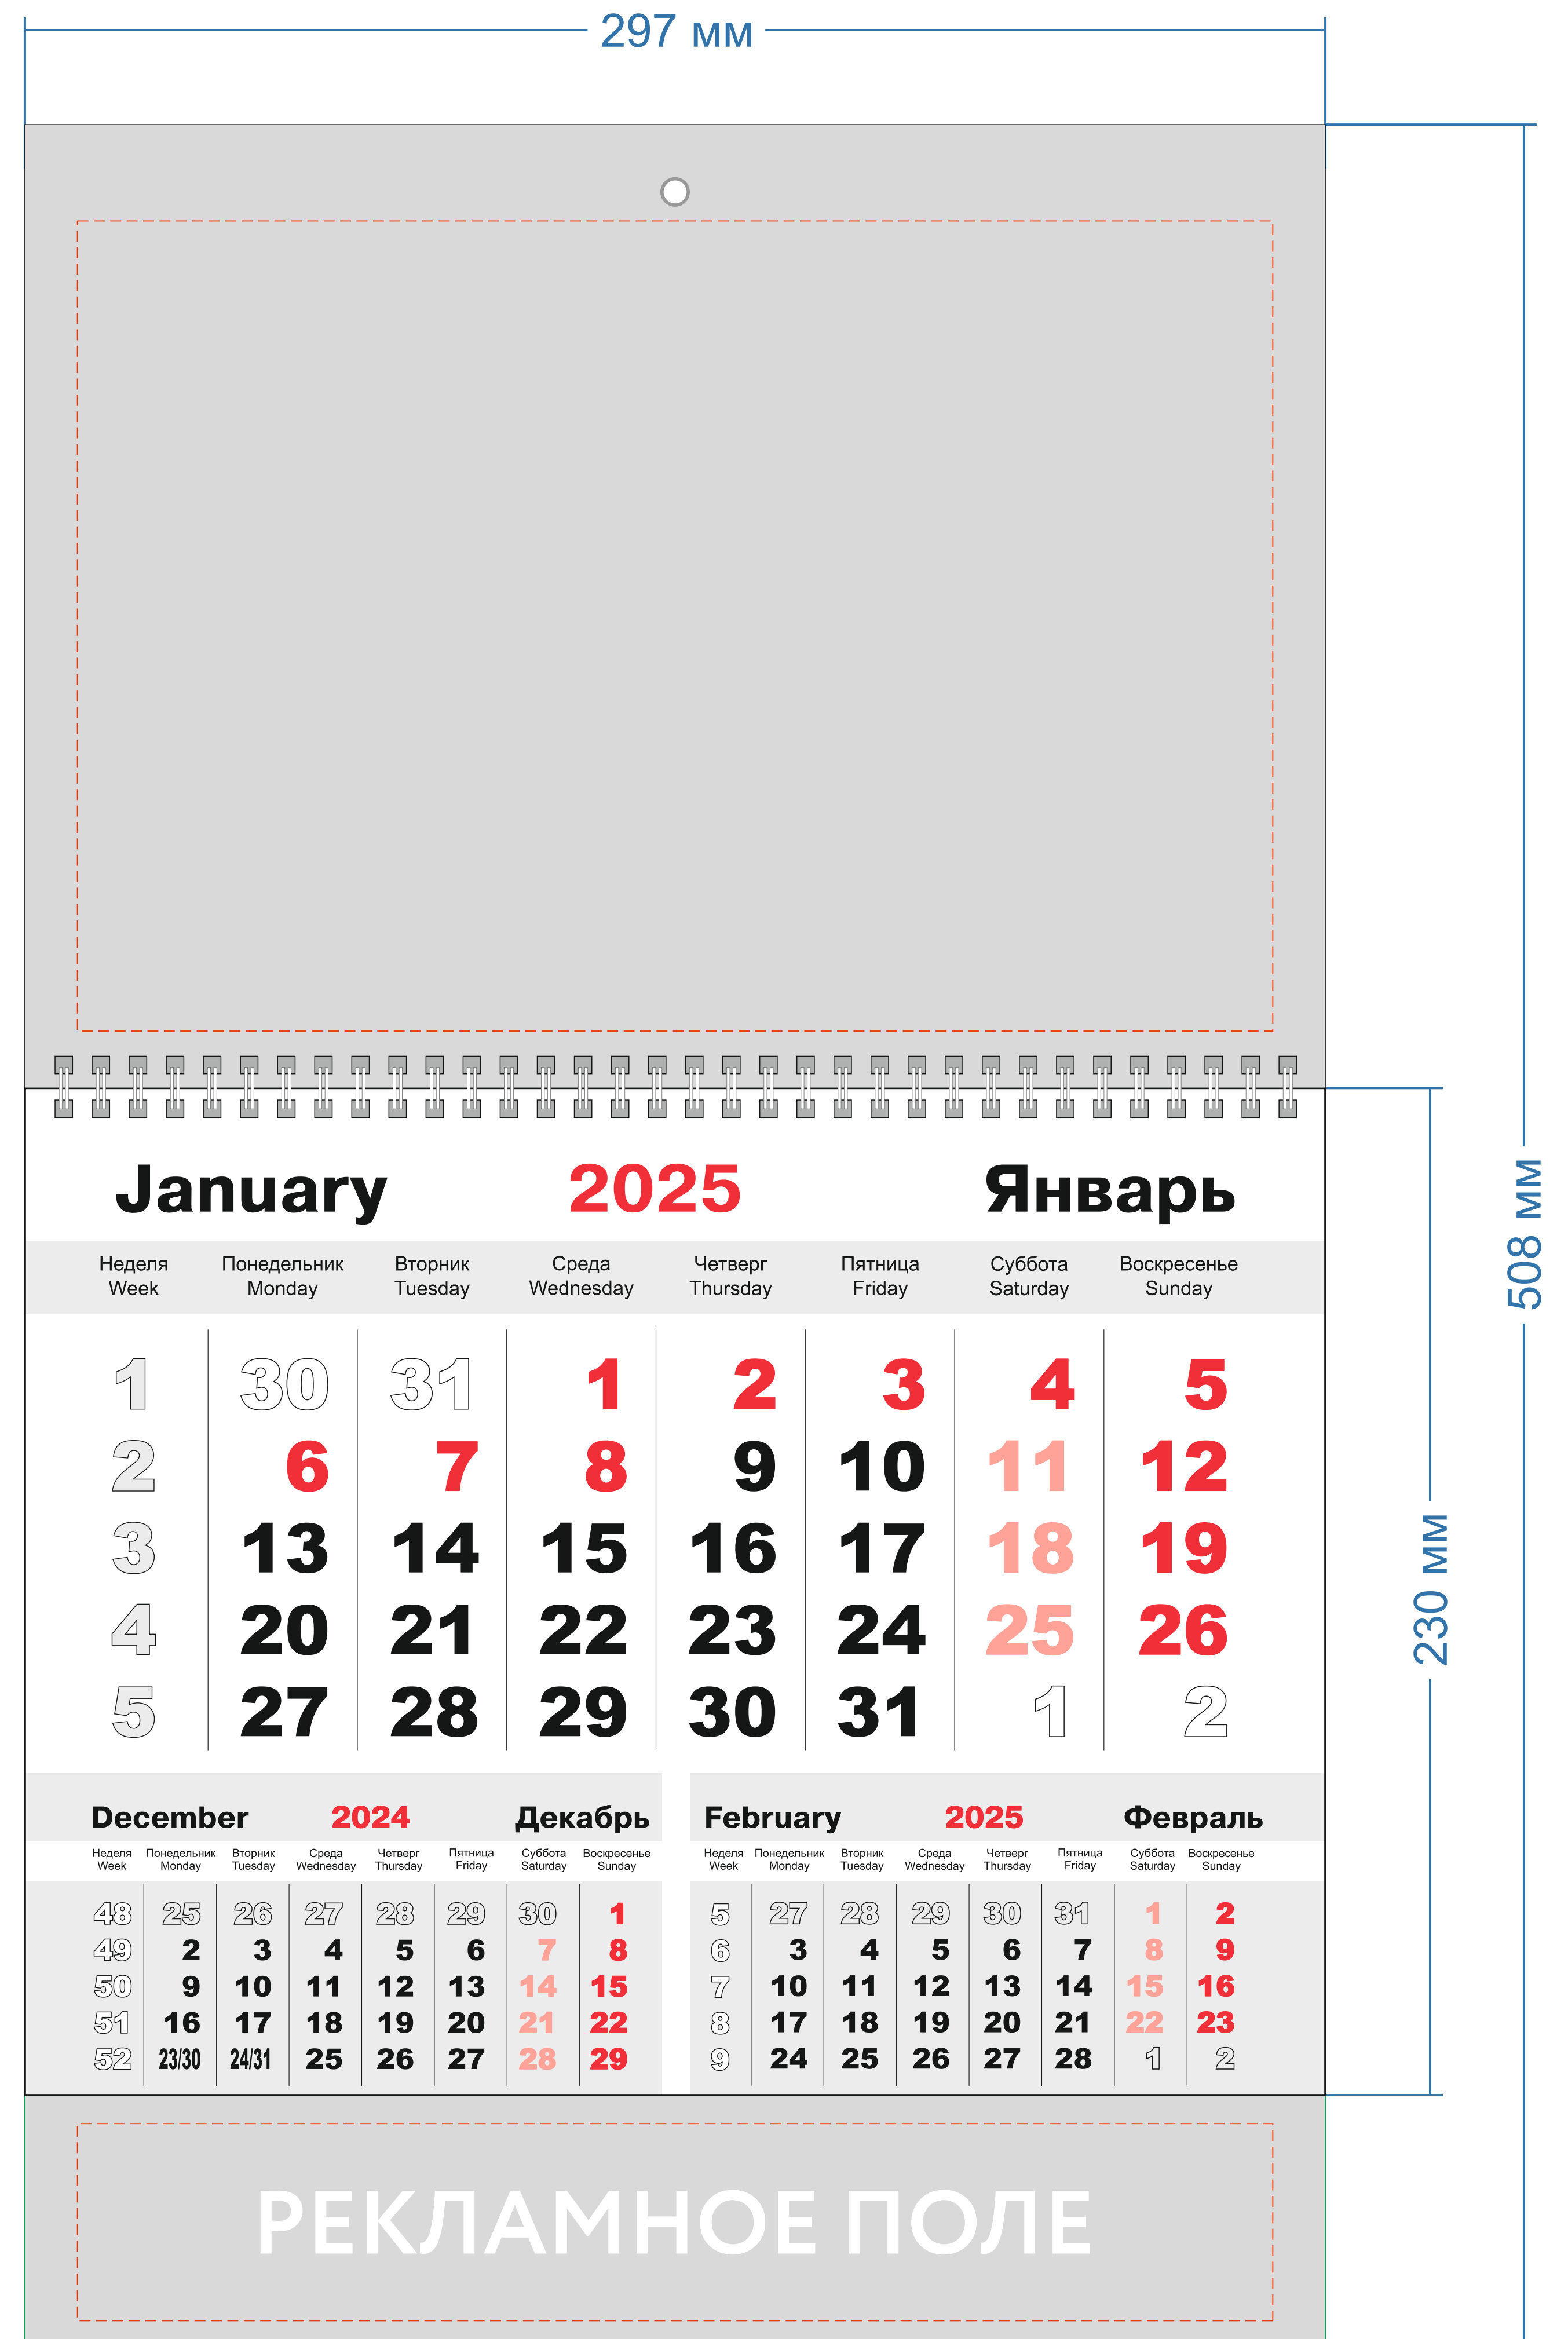 297 мм
January 2025 Январь
Неделя Понедельник Вторник Среда Четверг Пятница Суббота Воскресенье
Week Monday Tuesday Wednesday Thursday Friday Saturday Sunday
1 30 31 1 2 3 4 5
2 6 7 8 9 10 11 12
3 13 14 15 16 17 18 19
4 20 21 22 23 24 25 26
5 27 28 29 30 31 1 2
508 мм
230 мм
December 2024 Декабрь
Неделя Понедельник Вторник Среда Четверг Пятница Суббота Воскресенье
Week Monday Tuesday Wednesday Thursday Friday Saturday Sunday
48 25 26 27 28 29 30 1
49 2 3 4 5 6 7 8
50 9 10 11 12 13 14 15
51 16 17 18 19 20 21 22
52 23/30 24/31 25 26 27 28 29
February 2025 Февраль
Неделя Понедельник Вторник Среда Четверг Пятница Суббота Воскресенье
Week Monday Tuesday Wednesday Thursday Friday Saturday Sunday
5 27 28 29 30 31 1 2
6 3 4 5 6 7 8 9
7 10 11 12 13 14 15 16
8 17 18 19 20 21 22 23
9 24 25 26 27 28 1 2
РЕКЛАМНОЕ ПОЛЕ